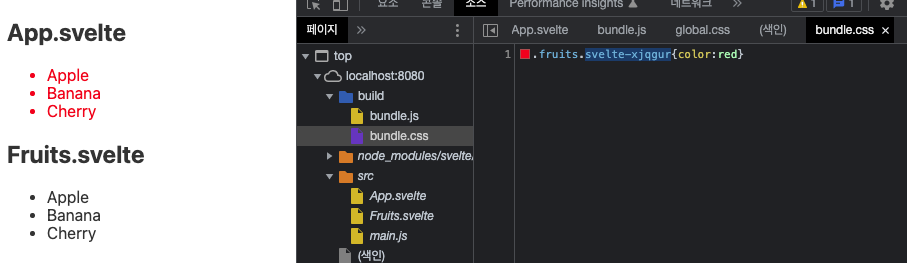 App.svelte
Apple
Banana
Cherry
Fruits.svelte
Apple
Banana
Cherry
요소 콘솔 소스 Performance insights 네트워크 » 1 1
페이지 »
App.svelte bundle.js global.css (색인) bundle.css ×
top
localhost:8080
build
bundle.js
bundle.css
node_modules/svelte/
src
App.svelte
Fruits.svelte
main.js
(색인)
1 .fruits.svelte-xjqgur{color:red}